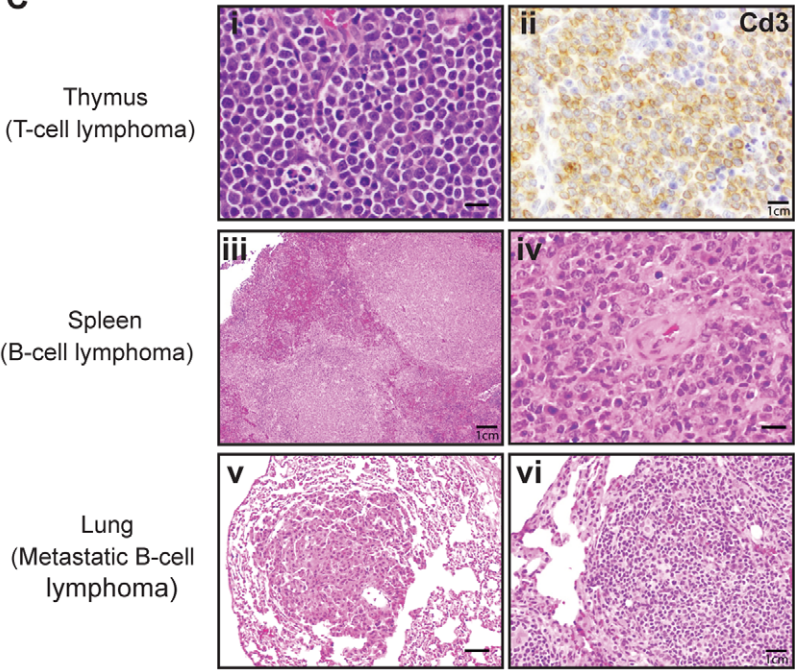 C
i
ii
Cd3
Thymus
(T-cell lymphoma)
1cm
iii
iv
Spleen
(B-cell lymphoma)
1cm
v
vi
Lung
(Metastatic B-cell
lymphoma)
1cm